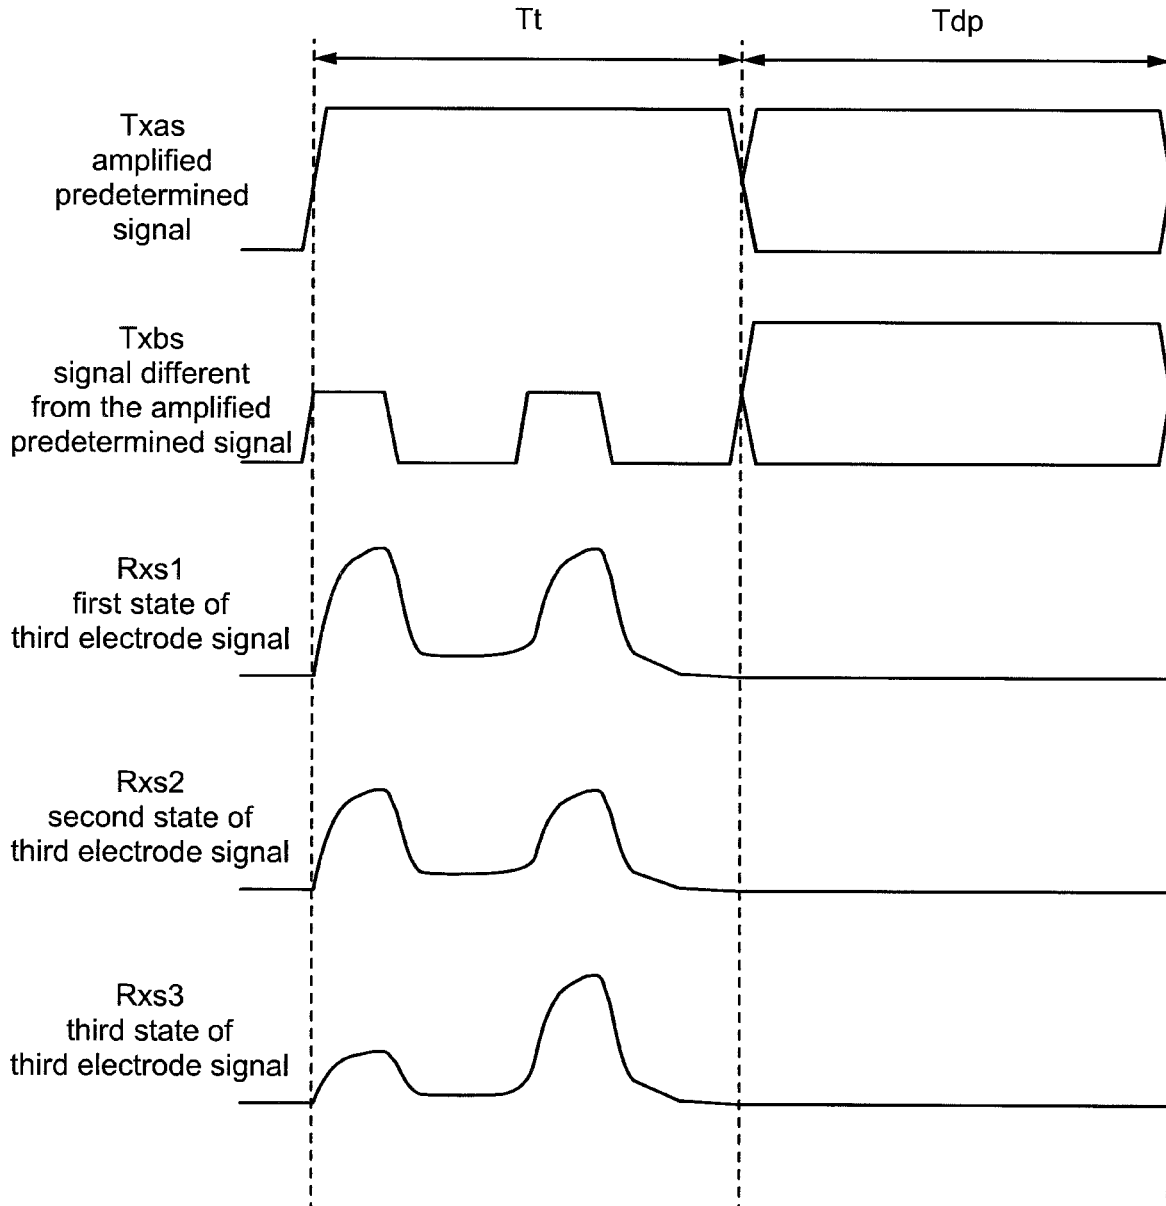 Tt
Tdp
Txas
amplified
predetermined
signal
Txbs
signal different
from the amplified
predetermined signal
Rxs1
first state of
third electrode signal
Rxs2
second state of
third electrode signal
Rxs3
third state of
third electrode signal